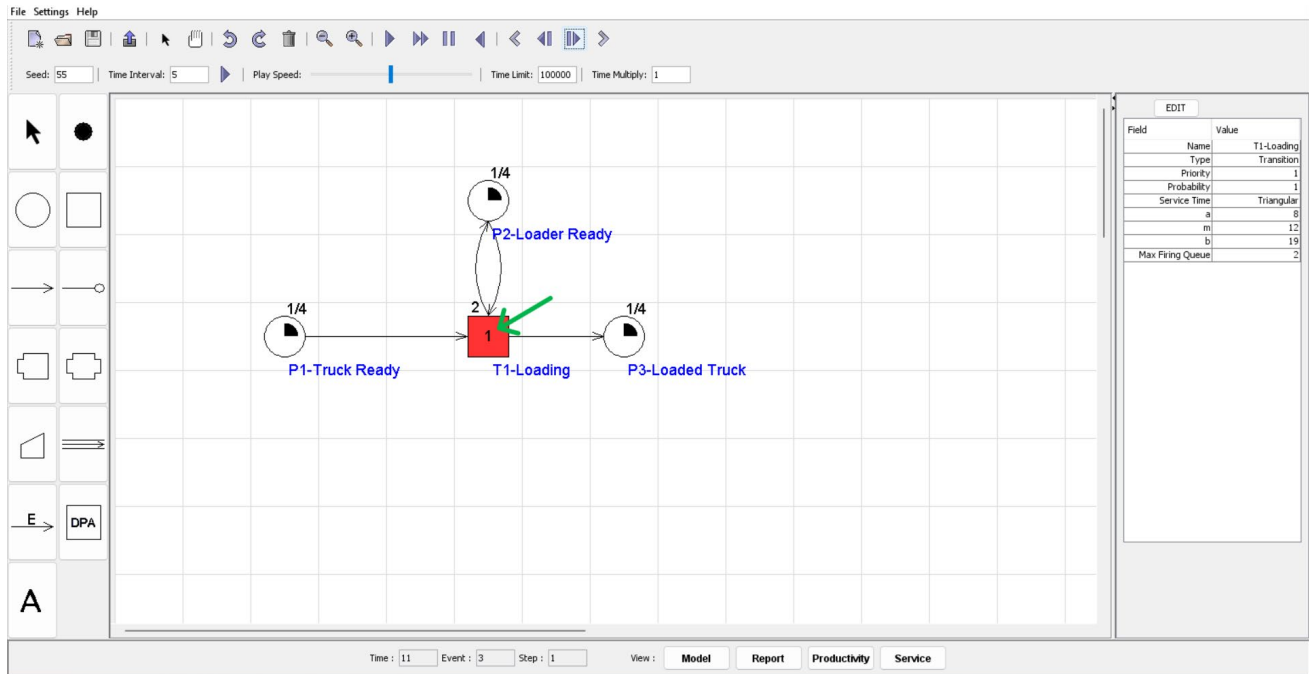 File Settings Help
Seed: 55 Time Interval: 5 Play Speed: Time Limit: 100000 Time Multiply: 1
EDIT
Field Value
Name T1-Loading
Type Transition
Priority 1
Probability 1
Service Time Triangular
a 8
m 12
b 19
Max Firing Queue 2
1/4
P2-Loader Ready
1/4
2
1/4
1
P1-Truck Ready
T1-Loading
P3-Loaded Truck
E
DPA
A
Time : 11 Event : 3 Step : 1 View : Model Report Productivity Service